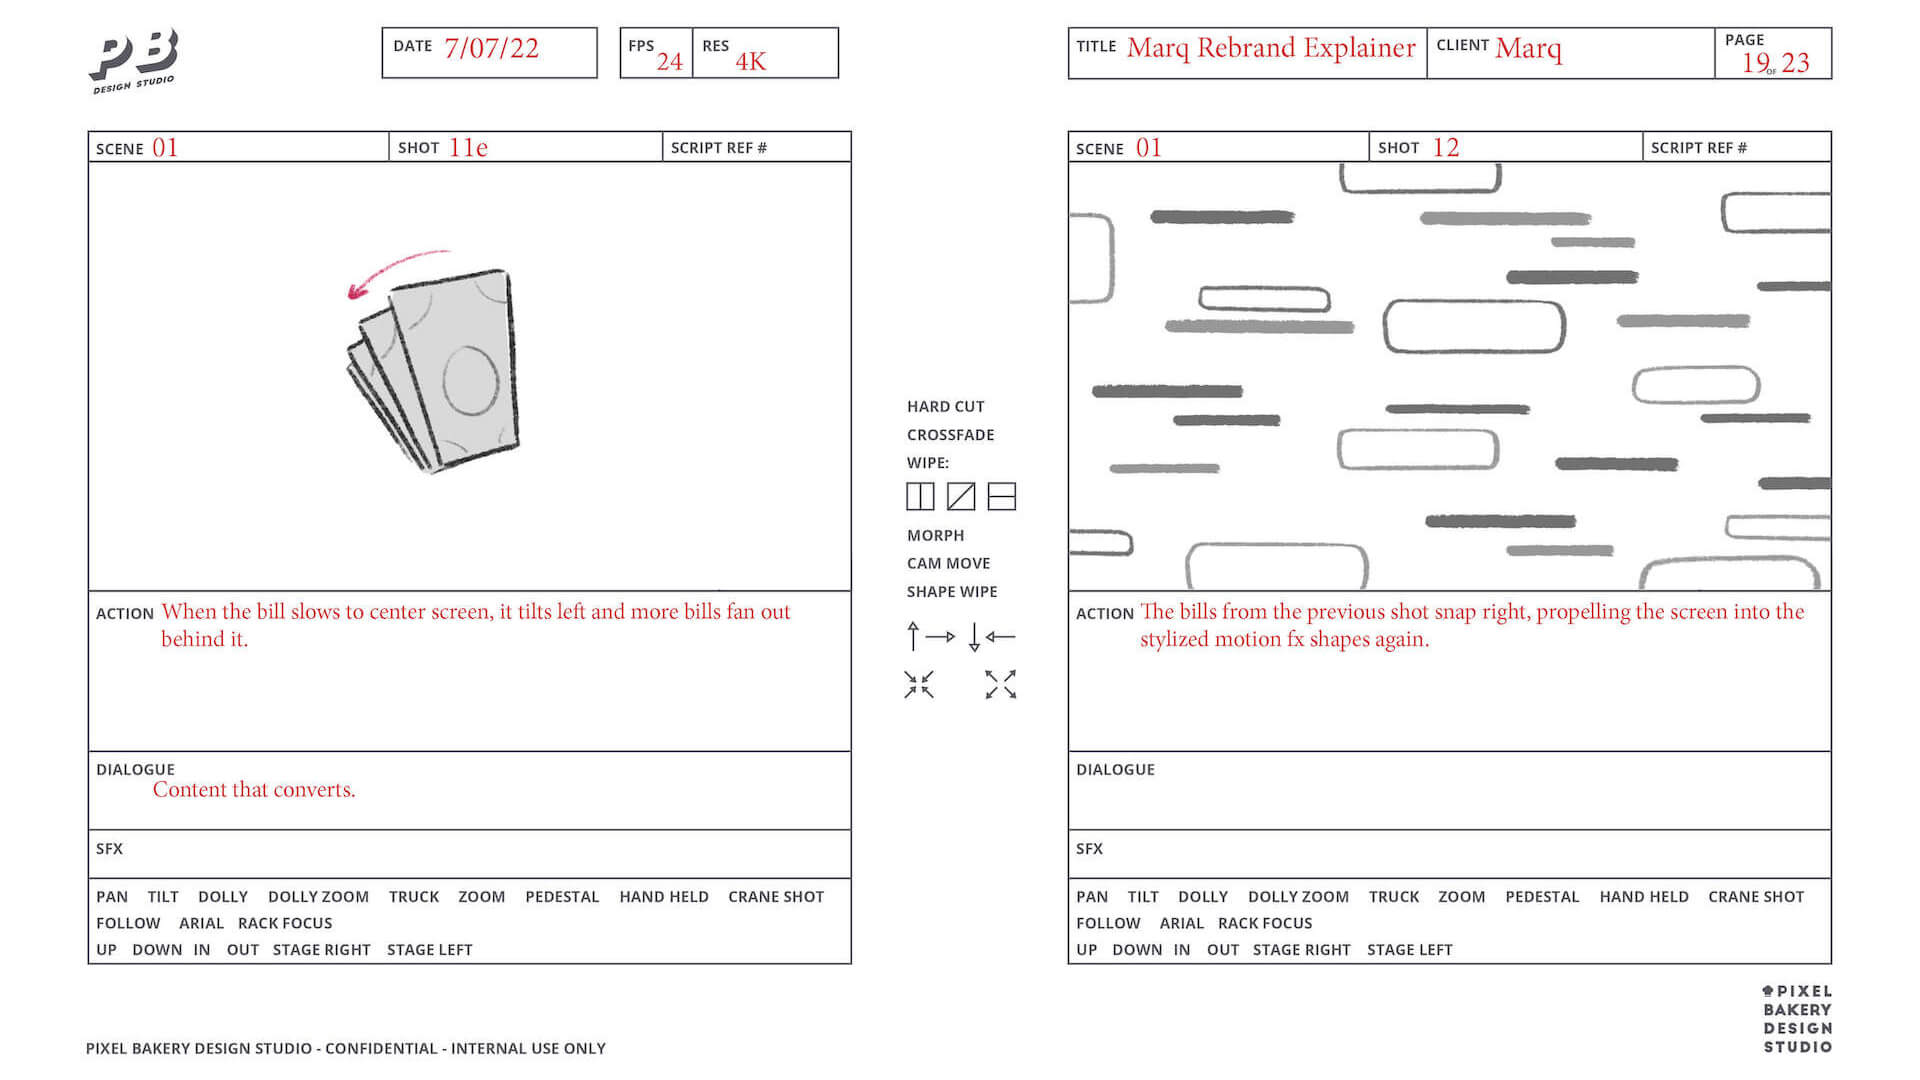 PB
DESIGN STUDIO
DATE 7/07/22
FPS 24
RES 4K
TITLE Marq Rebrand Explainer
CLIENT Marq
PAGE 19 OF 23
SCENE 01
SHOT 11e
SCRIPT REF #
ACTION When the bill slows to center screen, it tilts left and more bills fan out
behind it.
DIALOGUE
Content that converts.
SFX
PAN TILT DOLLY DOLLY ZOOM TRUCK ZOOM PEDESTAL HAND HELD CRANE SHOT
FOLLOW ARIAL RACK FOCUS
UP DOWN IN OUT STAGE RIGHT STAGE LEFT
HARD CUT
CROSSFADE
WIPE:
MORPH
CAM MOVE
SHAPE WIPE
SCENE 01
SHOT 12
SCRIPT REF #
ACTION The bills from the previous shot snap right, propelling the screen into the
stylized motion fx shapes again.
DIALOGUE
SFX
PAN TILT DOLLY DOLLY ZOOM TRUCK ZOOM PEDESTAL HAND HELD CRANE SHOT
FOLLOW ARIAL RACK FOCUS
UP DOWN IN OUT STAGE RIGHT STAGE LEFT
PIXEL BAKERY DESIGN STUDIO - CONFIDENTIAL - INTERNAL USE ONLY
PIXEL
BAKERY
DESIGN
STUDIO